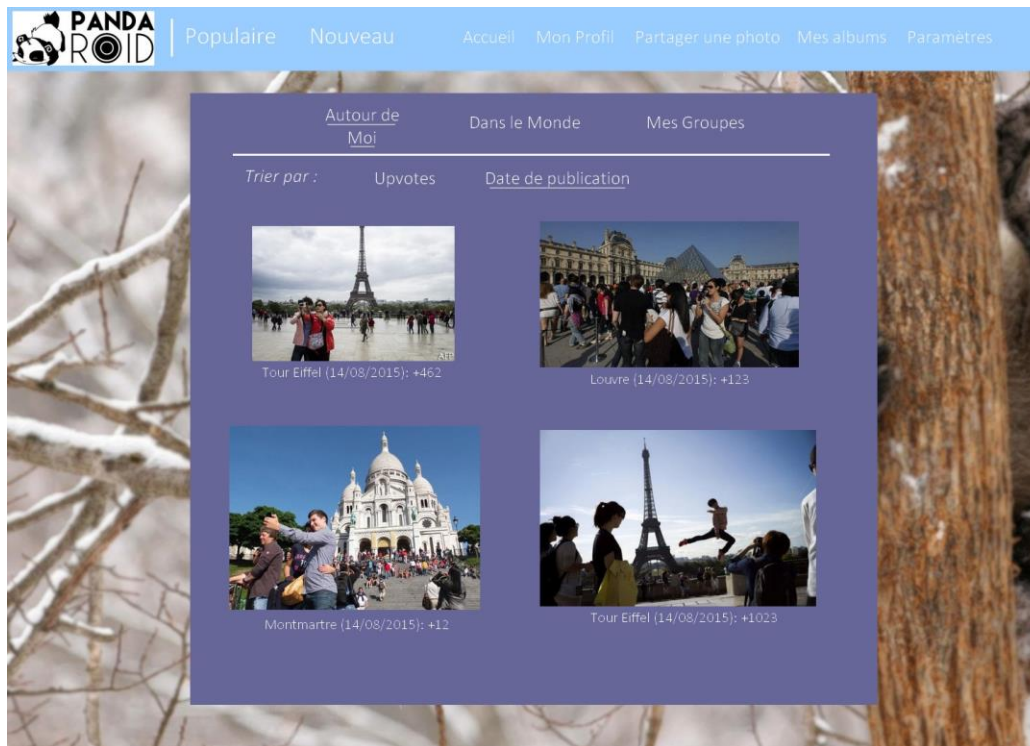 PANDA
ROID
Populaire Nouveau Accueil Mon Profil Partager une photo Mes albums Paramètres
Autour de
Moi
Dans le Monde Mes Groupes
Trier par : Upvotes Date de publication
AFP
Tour Eiffel (14/08/2015): +462
Louvre (14/08/2015): +123
Montmartre (14/08/2015): +12
Tour Eiffel (14/08/2015): +1023